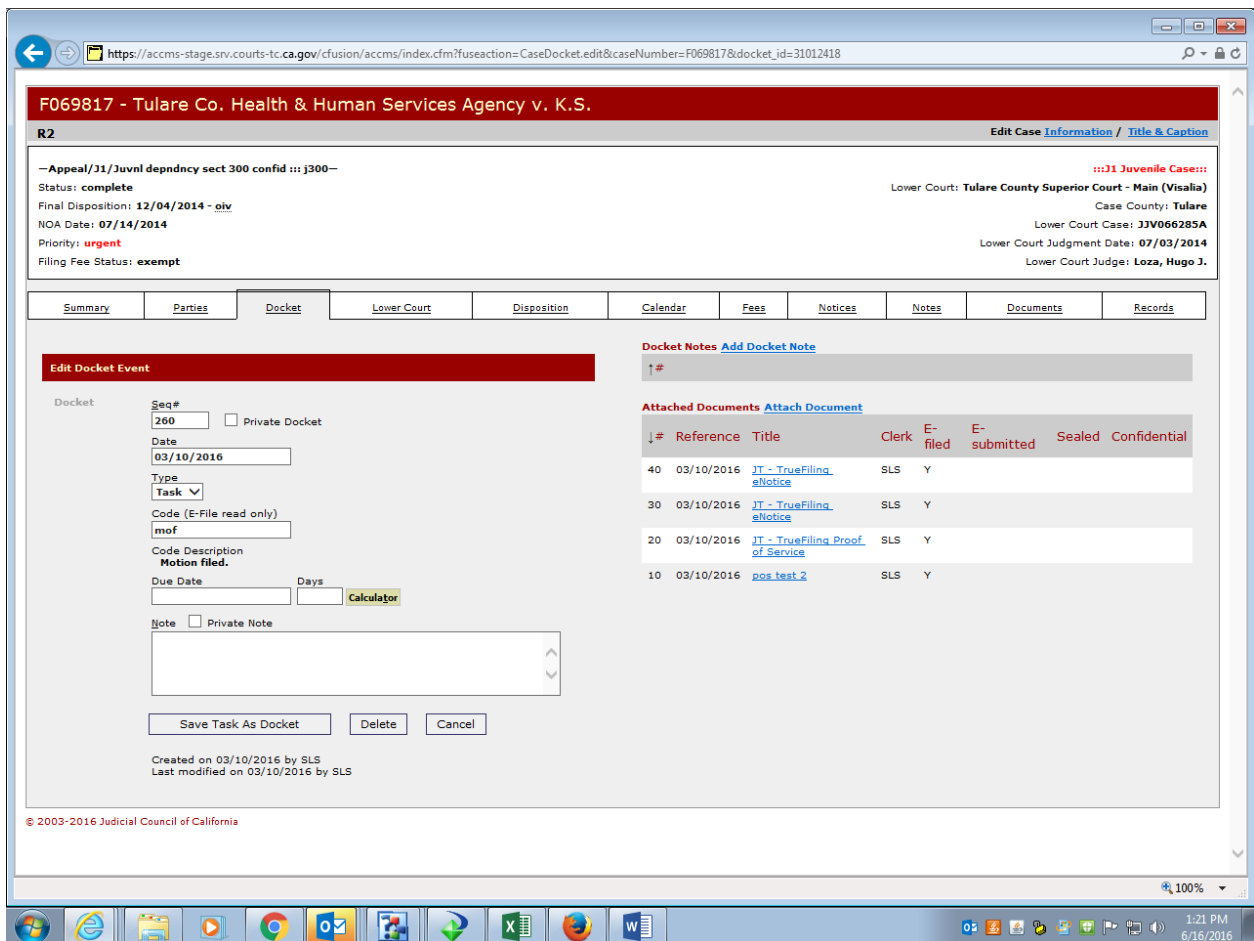 https://accms-stage.srv.courts-tc.ca.gov/cfusion/accms/index.cfm?fuseaction=CaseDocket.edit&caseNumber=F069817&docket_id=31012418
F069817 - Tulare Co. Health & Human Services Agency v. K.S.
R2 Edit Case Information / Title & Caption
—Appeal/J1/Juvnl depndncy sect 300 confid ::: j300— :::J1 Juvenile Case:::
Status: complete Lower Court: Tulare County Superior Court - Main (Visalia)
Final Disposition: 12/04/2014 - oiv Case County: Tulare
NOA Date: 07/14/2014 Lower Court Case: JJV066285A
Priority: urgent Lower Court Judgment Date: 07/03/2014
Filing Fee Status: exempt Lower Court Judge: Loza, Hugo J.
Summary Parties Docket Lower Court Disposition Calendar Fees Notices Notes Documents Records
Edit Docket Event
Docket
Seq#
260 Private Docket
Date
03/10/2016
Type
Task
Code (E-File read only)
mof
Code Description
Motion filed.
Due Date Days
Calculator
Note Private Note
Save Task As Docket Delete Cancel
Created on 03/10/2016 by SLS
Last modified on 03/10/2016 by SLS
Docket Notes Add Docket Note
↑#
Attached Documents Attach Document
↓# Reference Title Clerk E-filed E-submitted Sealed Confidential
40 03/10/2016 JT - TrueFiling SLS Y
eNotice
30 03/10/2016 JT - TrueFiling SLS Y
eNotice
20 03/10/2016 JT - TrueFiling Proof SLS Y
of Service
10 03/10/2016 pos test 2 SLS Y
© 2003-2016 Judicial Council of California
100%
1:21 PM
6/16/2016